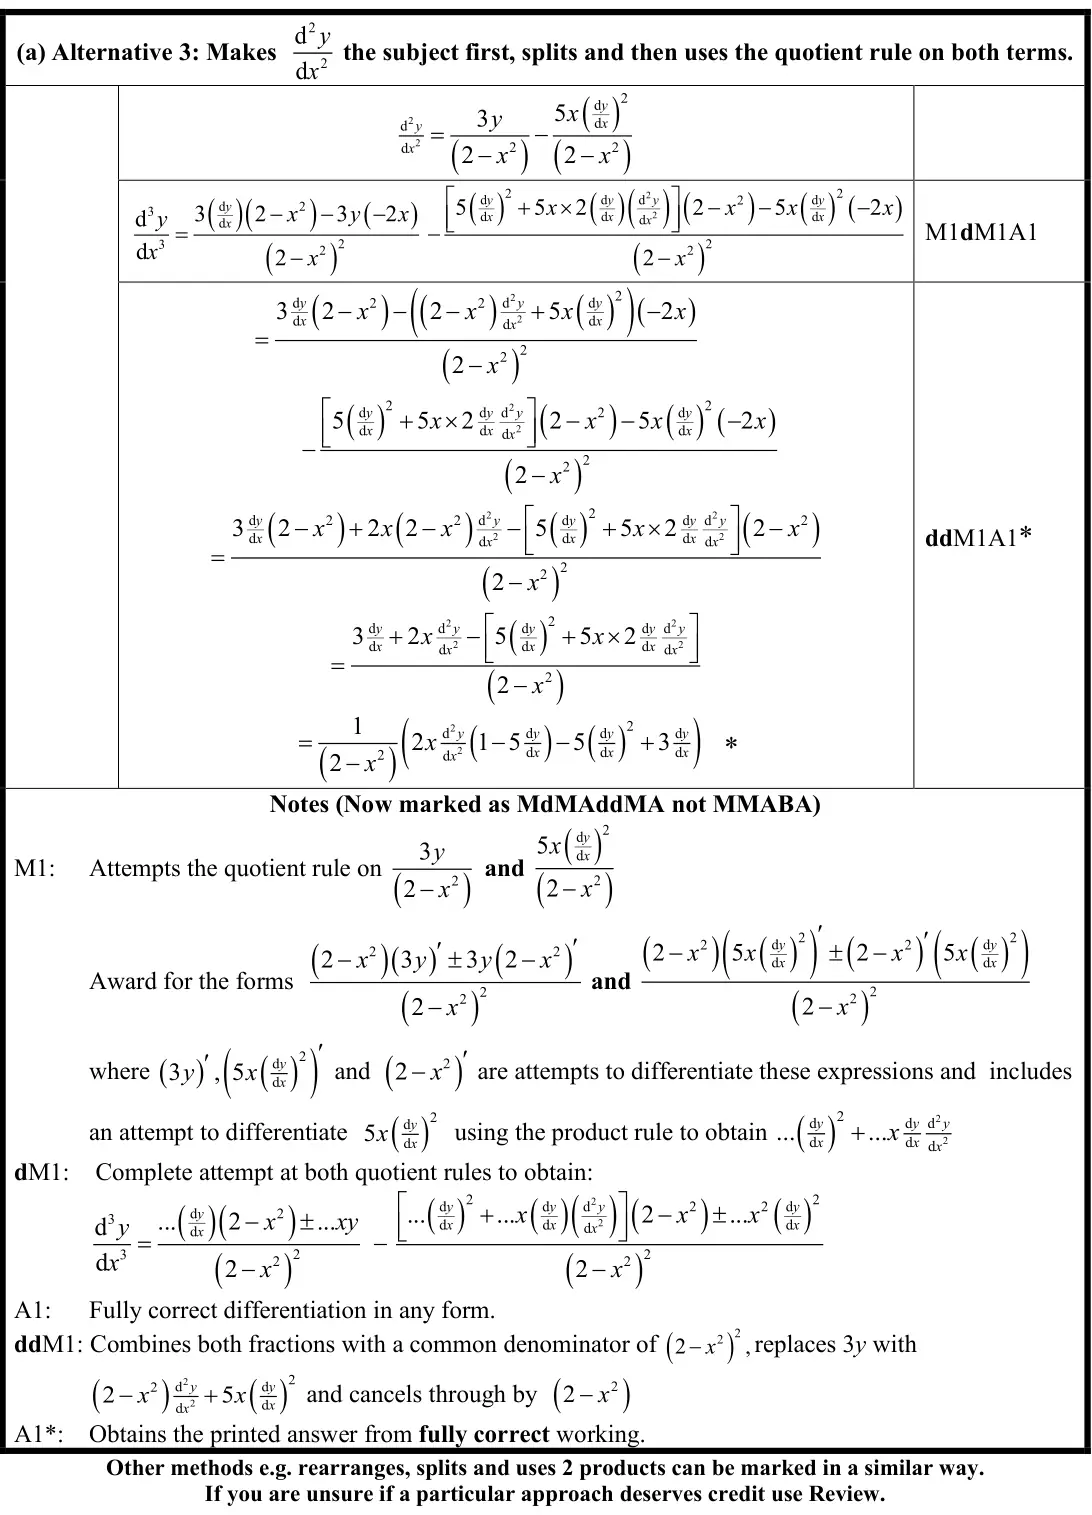 (a) Alternative 3: Makes d²y/dx² the subject first, splits and then uses the quotient rule on both terms.
d²y/dx² = 3y/(2 − x²) − 5x(dy/dx)²/(2 − x²)
d³y/dx³ = [3(dy/dx)(2 − x²) − 3y(−2x)]/(2 − x²)² − {[5(dy/dx)² + 5x × 2(dy/dx)(d²y/dx²)](2 − x²) − 5x(dy/dx)²(−2x)}/(2 − x²)² M1dM1A1
= [3 dy/dx (2 − x²) − ((2 − x²) d²y/dx² + 5x(dy/dx)²)(−2x)]/(2 − x²)²
− {[5(dy/dx)² + 5x × 2 dy/dx d²y/dx²](2 − x²) − 5x(dy/dx)²(−2x)}/(2 − x²)²
= {3 dy/dx (2 − x²) + 2x(2 − x²) d²y/dx² − [5(dy/dx)² + 5x × 2 dy/dx d²y/dx²](2 − x²)}/(2 − x²)² ddM1A1*
= {3 dy/dx + 2x d²y/dx² − [5(dy/dx)² + 5x × 2 dy/dx d²y/dx²]}/(2 − x²)
= 1/(2 − x²) (2x d²y/dx² (1 − 5 dy/dx) − 5(dy/dx)² + 3 dy/dx) *
Notes (Now marked as MdMAddMA not MMABA)
M1: Attempts the quotient rule on 3y/(2 − x²) and 5x(dy/dx)²/(2 − x²)
Award for the forms [(2 − x²)(3y)′ ± 3y(2 − x²)′]/(2 − x²)² and [(2 − x²)(5x(dy/dx)²)′ ± (2 − x²)′(5x(dy/dx)²)]/(2 − x²)²
where (3y)′, (5x(dy/dx)²)′ and (2 − x²)′ are attempts to differentiate these expressions and includes
an attempt to differentiate 5x(dy/dx)² using the product rule to obtain ...(dy/dx)² + ...x dy/dx d²y/dx²
dM1: Complete attempt at both quotient rules to obtain:
d³y/dx³ = [...(dy/dx)(2 − x²) ± ...xy]/(2 − x²)² − {[...(dy/dx)² + ...x(dy/dx)(d²y/dx²)](2 − x²) ± ...x²(dy/dx)²}/(2 − x²)²
A1: Fully correct differentiation in any form.
ddM1: Combines both fractions with a common denominator of (2 − x²)², replaces 3y with
(2 − x²) d²y/dx² + 5x(dy/dx)² and cancels through by (2 − x²)
A1*: Obtains the printed answer from fully correct working.
Other methods e.g. rearranges, splits and uses 2 products can be marked in a similar way.
If you are unsure if a particular approach deserves credit use Review.